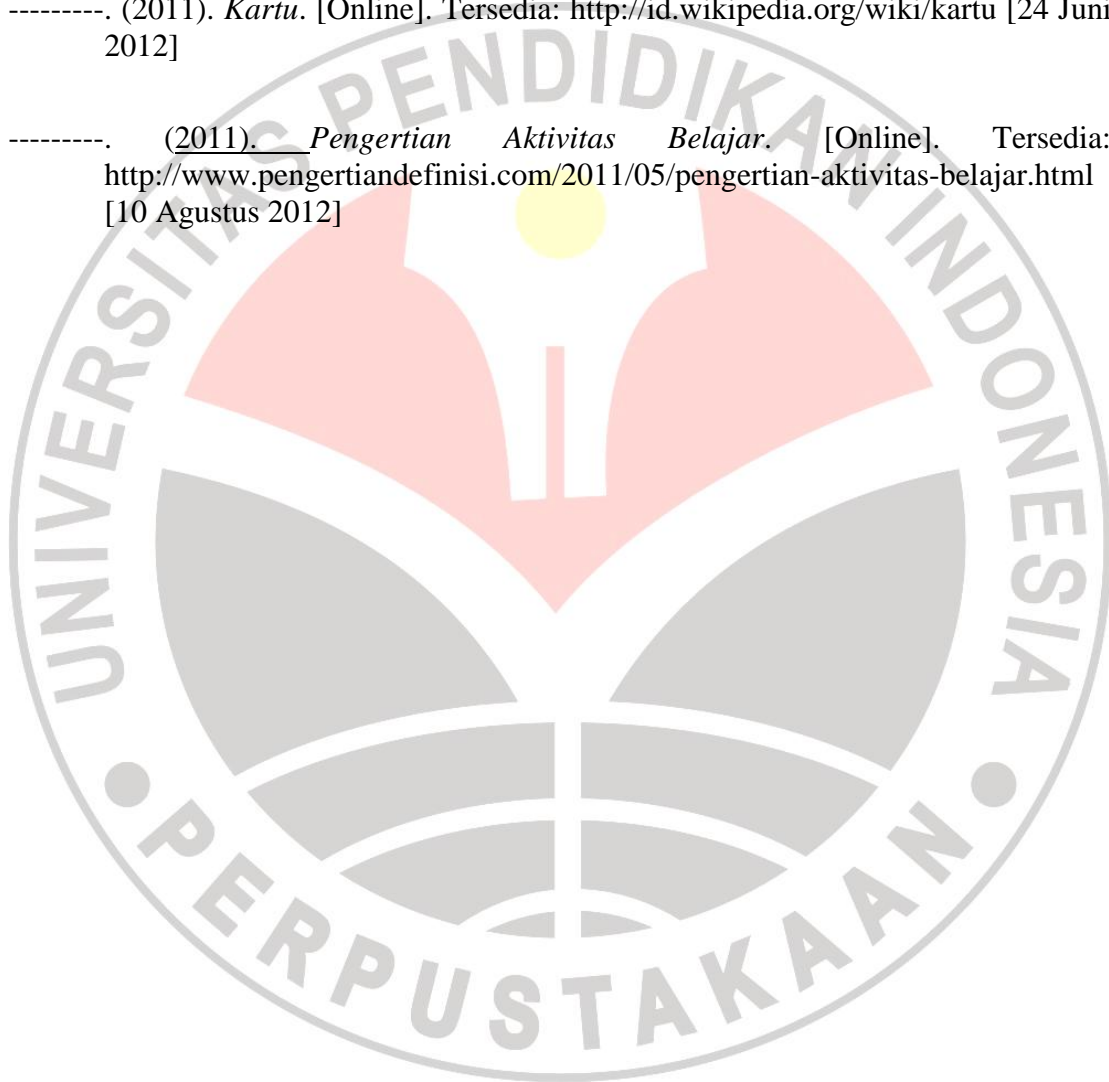 ---------. (2011). Kartu. [Online]. Tersedia: http://id.wikipedia.org/wiki/kartu [24 Juni
2012]
---------. (2011). Pengertian Aktivitas Belajar. [Online]. Tersedia:
http://www.pengertiandefinisi.com/2011/05/pengertian-aktivitas-belajar.html
[10 Agustus 2012]
UNIVERSITAS PENDIDIKAN INDONESIA
PERPUSTAKAAN